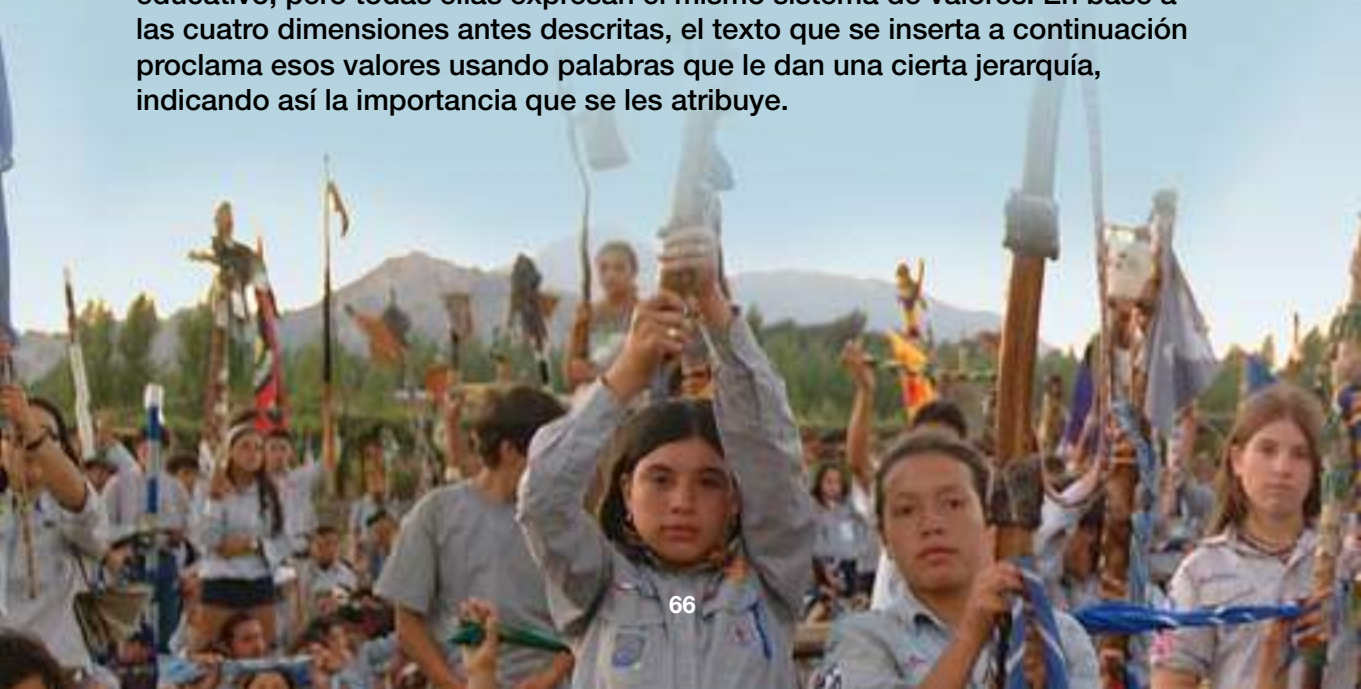 educativo, pero todas ellas expresan el mismo sistema de valores. En base a
las cuatro dimensiones antes descritas, el texto que se inserta a continuación
proclama esos valores usando palabras que le dan una cierta jerarquía,
indicando así la importancia que se les atribuye.
66